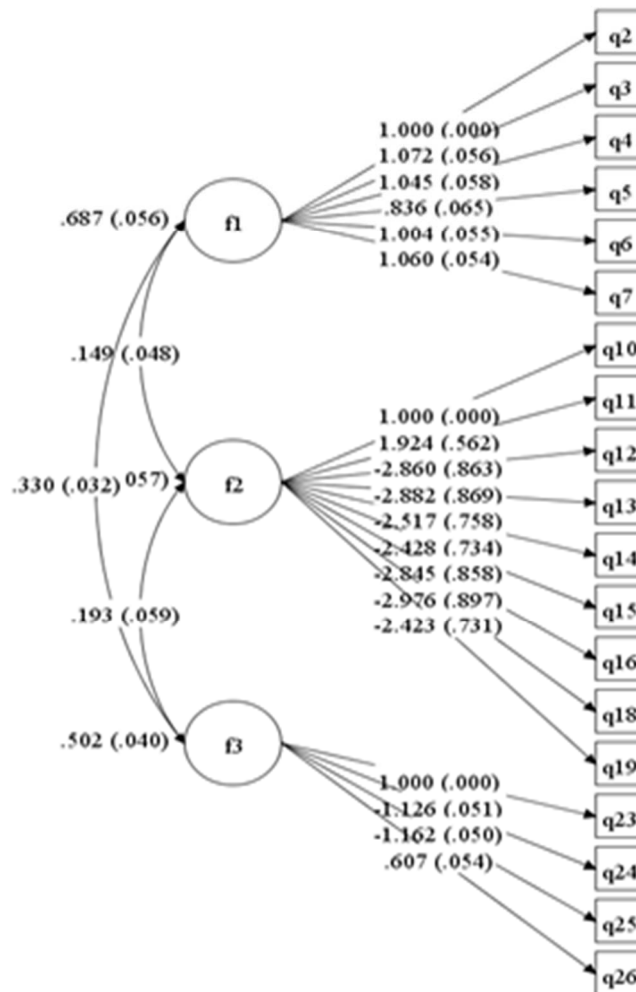 q2
q3
1.000 (.000)
q4
1.072 (.056)
1.045 (.058)
q5
.836 (.065)
.687 (.056)
f1
1.004 (.055)
q6
1.060 (.054)
q7
q10
.149 (.048)
q11
1.000 (.000)
1.924 (.562)
q12
-2.860 (.863)
.330 (.032)
057)
f2
-2.882 (.869)
q13
-2.517 (.758)
-2.428 (.734)
q14
-2.845 (.858)
-2.976 (.897)
q15
.193 (.059)
-2.423 (.731)
q16
q18
.502 (.040)
f3
q19
1.000 (.000)
-1.126 (.051)
q23
-1.162 (.050)
.607 (.054)
q24
q25
q26